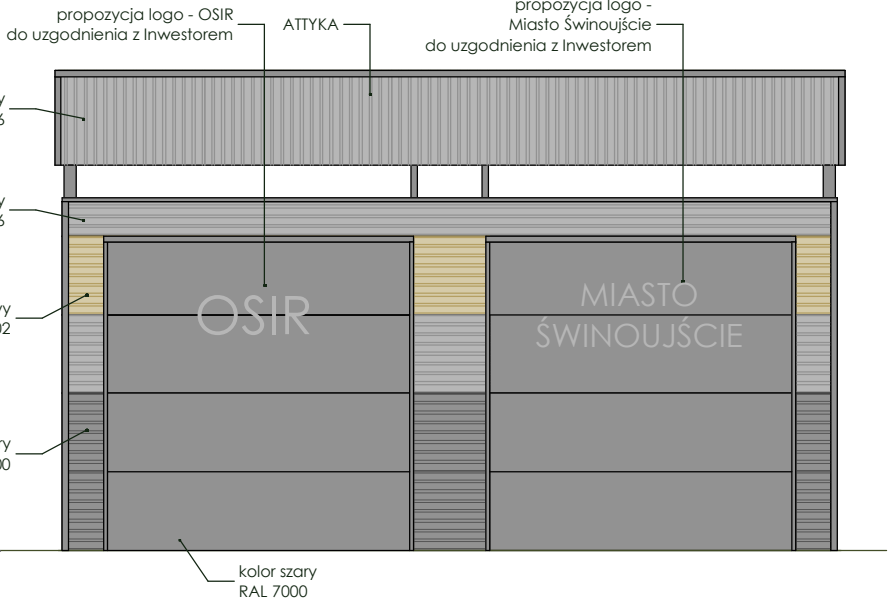 propozycja logo - OSIR
do uzgodnienia z Inwestorem
ATTYKA
propozycja logo -
Miasto Świnoujście
do uzgodnienia z Inwestorem
OSIR
MIASTO
ŚWINOUJŚCIE
kolor szary
RAL 7000